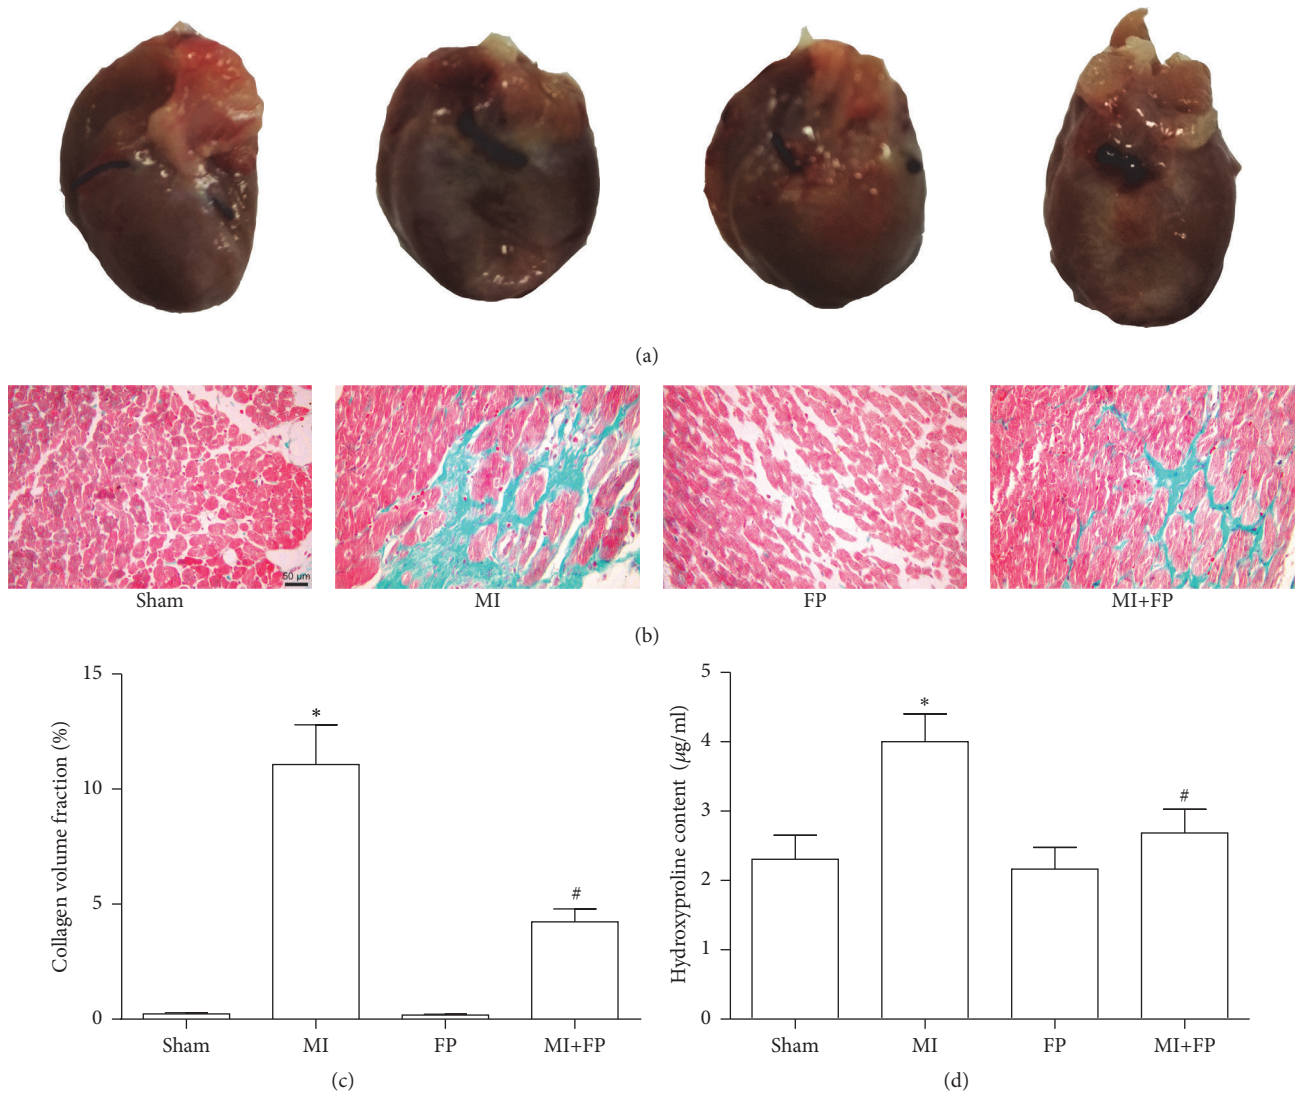 (a)
50 μm
Sham
MI
FP
MI+FP
(b)
Collagen volume fraction (%)
15
10
5
0
*
#
Sham
MI
FP
MI+FP
(c)
Hydroxyproline content (μg/ml)
5
4
3
2
1
0
*
#
Sham
MI
FP
MI+FP
(d)